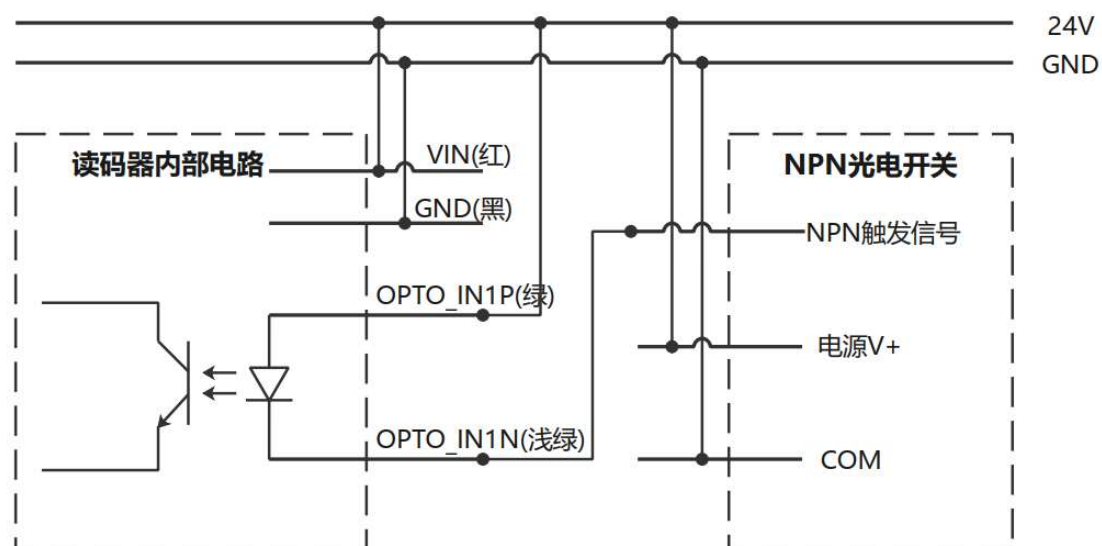 24V
GND
读码器内部电路
VIN(红)
NPN光电开关
GND(黑)
NPN触发信号
OPTO_IN1P(绿)
电源V+
OPTO_IN1N(浅绿)
COM